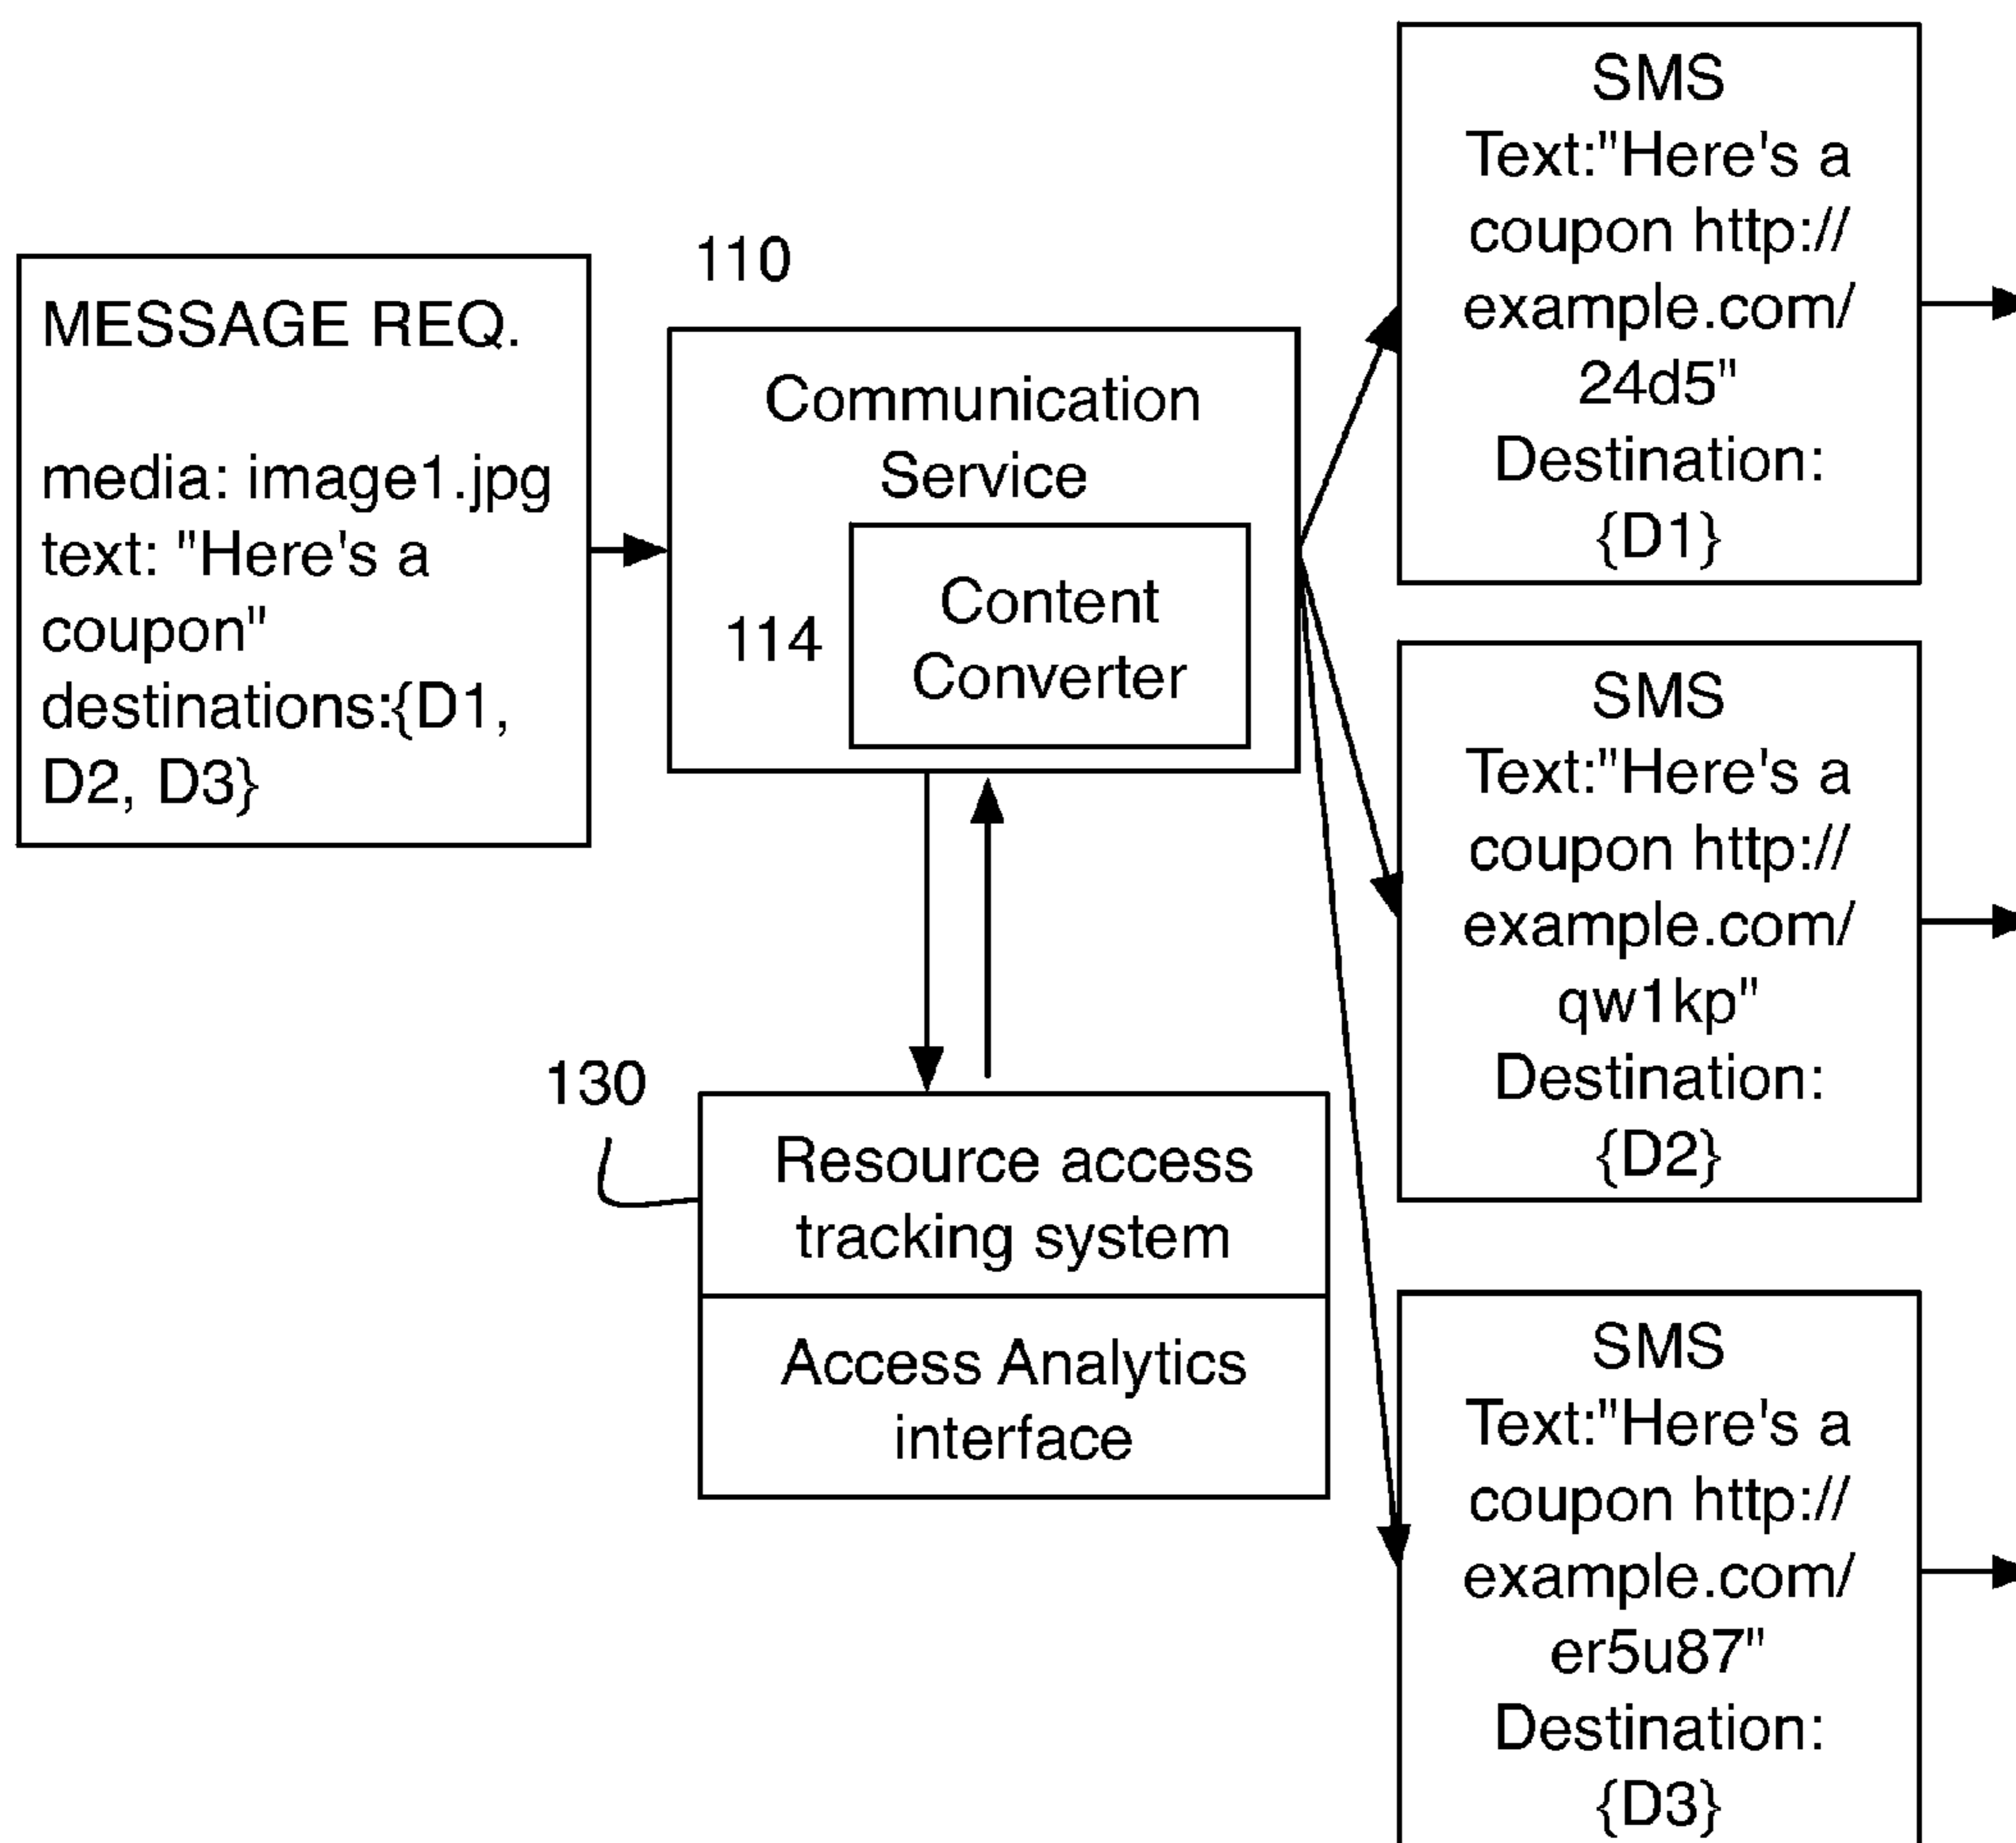 MESSAGE REQ.
media: image1.jpg
text: "Here's a
coupon"
destinations:{D1,
D2, D3}
110
Communication
Service
114
Content
Converter
130
Resource access
tracking system
Access Analytics
interface
SMS
Text:"Here's a
coupon http://
example.com/
24d5"
Destination:
{D1}
SMS
Text:"Here's a
coupon http://
example.com/
qw1kp"
Destination:
{D2}
SMS
Text:"Here's a
coupon http://
example.com/
er5u87"
Destination:
{D3}